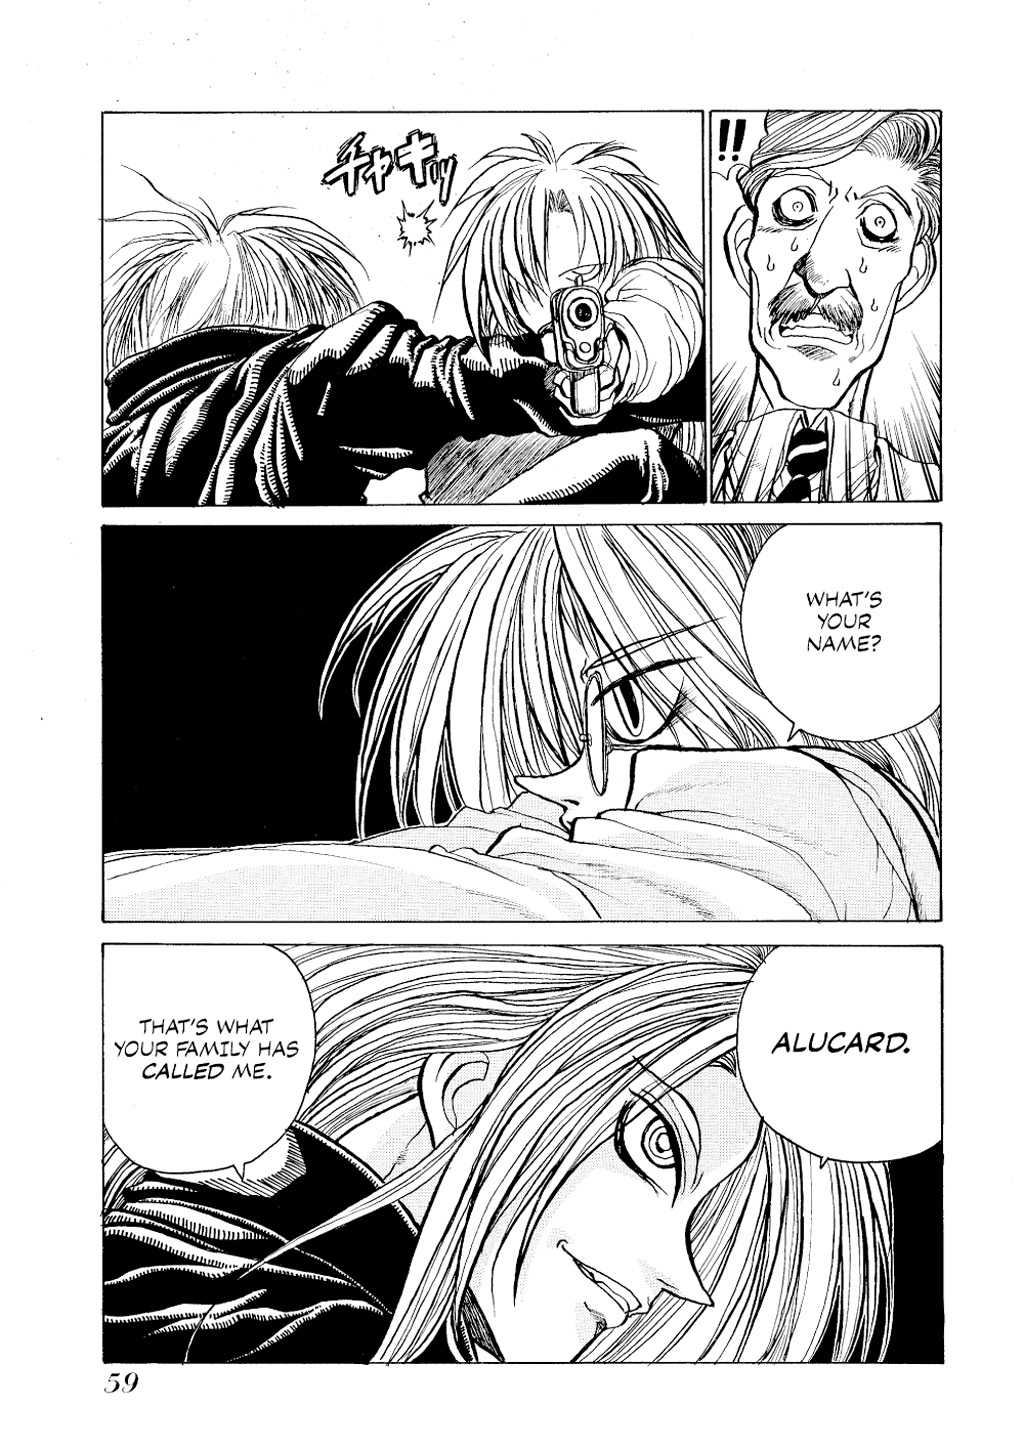 !!
チャキッ
WHAT'S
YOUR
NAME?
ALUCARD.
THAT'S WHAT
YOUR FAMILY HAS
CALLED ME.
59